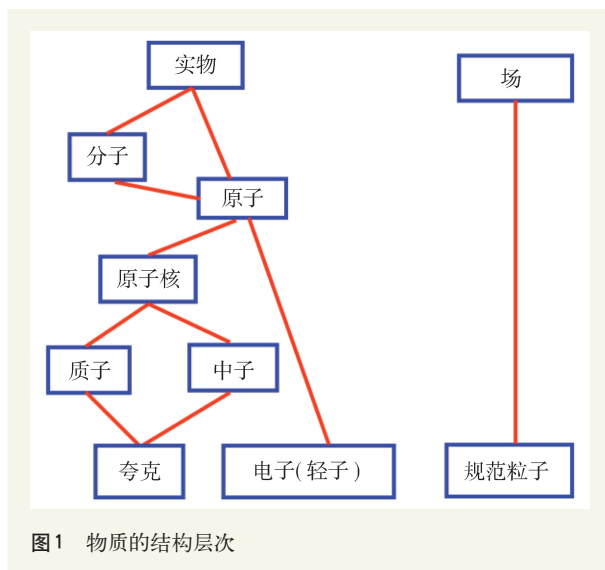 实物
场
分子
原子
原子核
质子
中子
夸克
电子(轻子)
规范粒子
图1 物质的结构层次